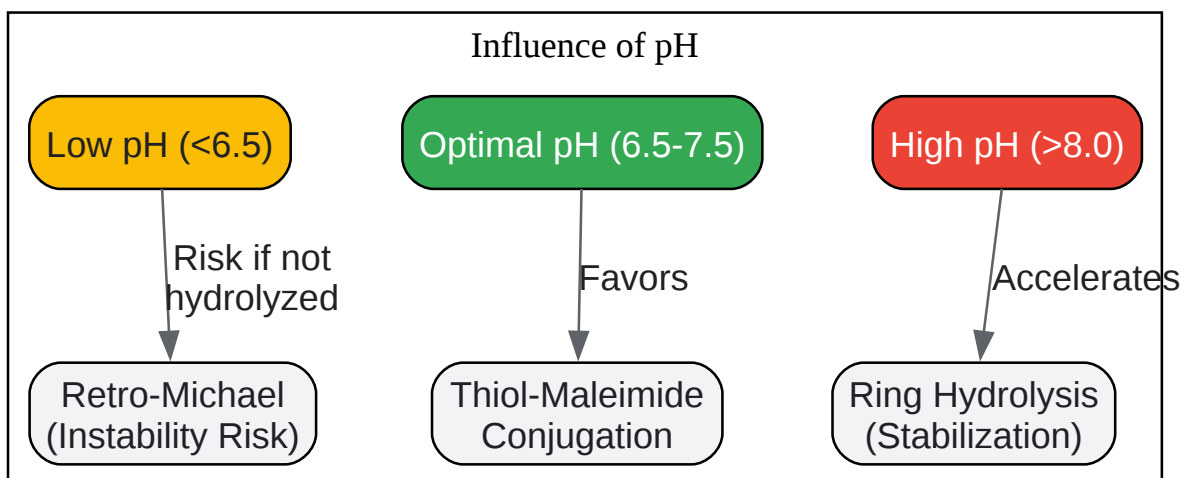 Influence of pH
Low pH (<6.5)
Optimal pH (6.5-7.5)
High pH (>8.0)
Risk if not
hydrolyzed
Favors
Accelerates
Retro-Michael
(Instability Risk)
Thiol-Maleimide
Conjugation
Ring Hydrolysis
(Stabilization)